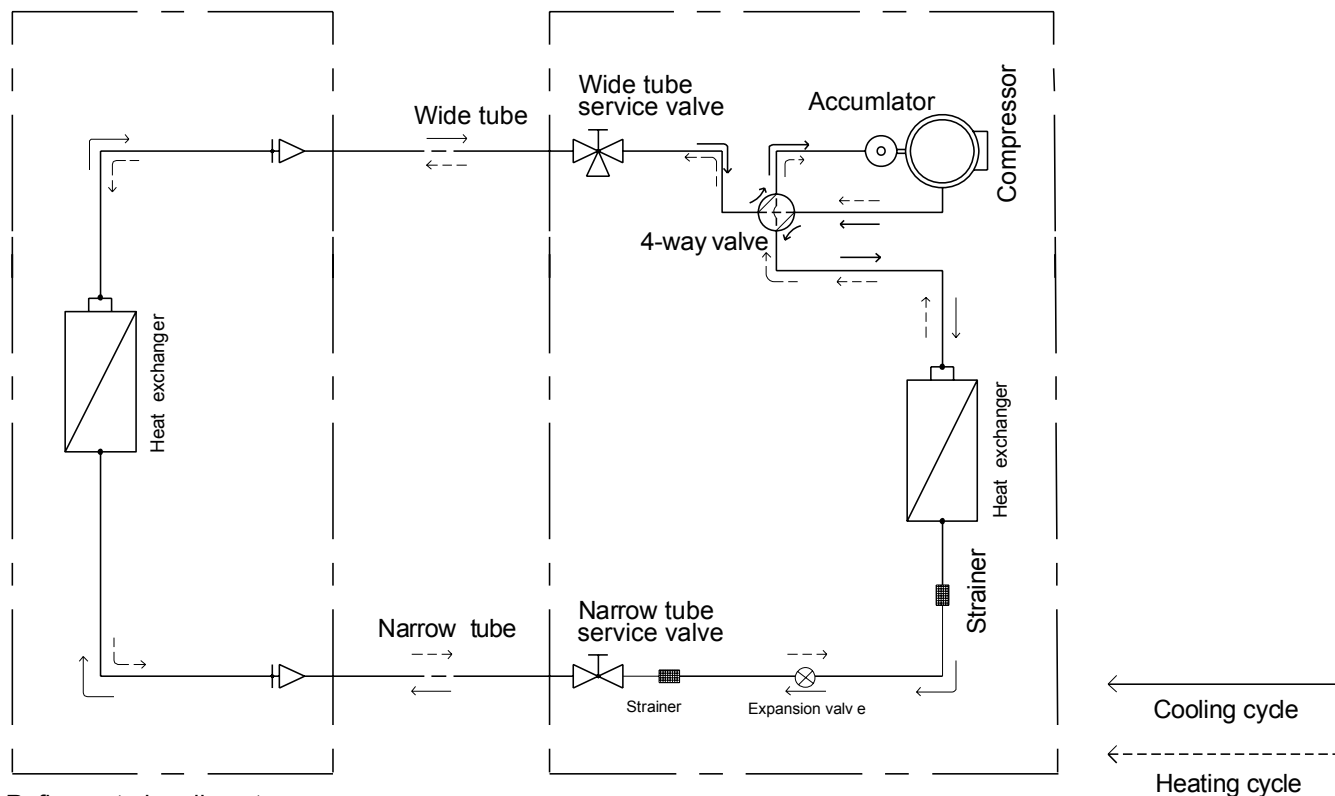 Wide tube
Wide tube
service valve
Accumlator
Compressor
4-way valve
Heat exchanger
Heat exchanger
Strainer
Narrow tube
Narrow tube
service valve
Strainer
Expansion valv e
Cooling cycle
Heating cycle